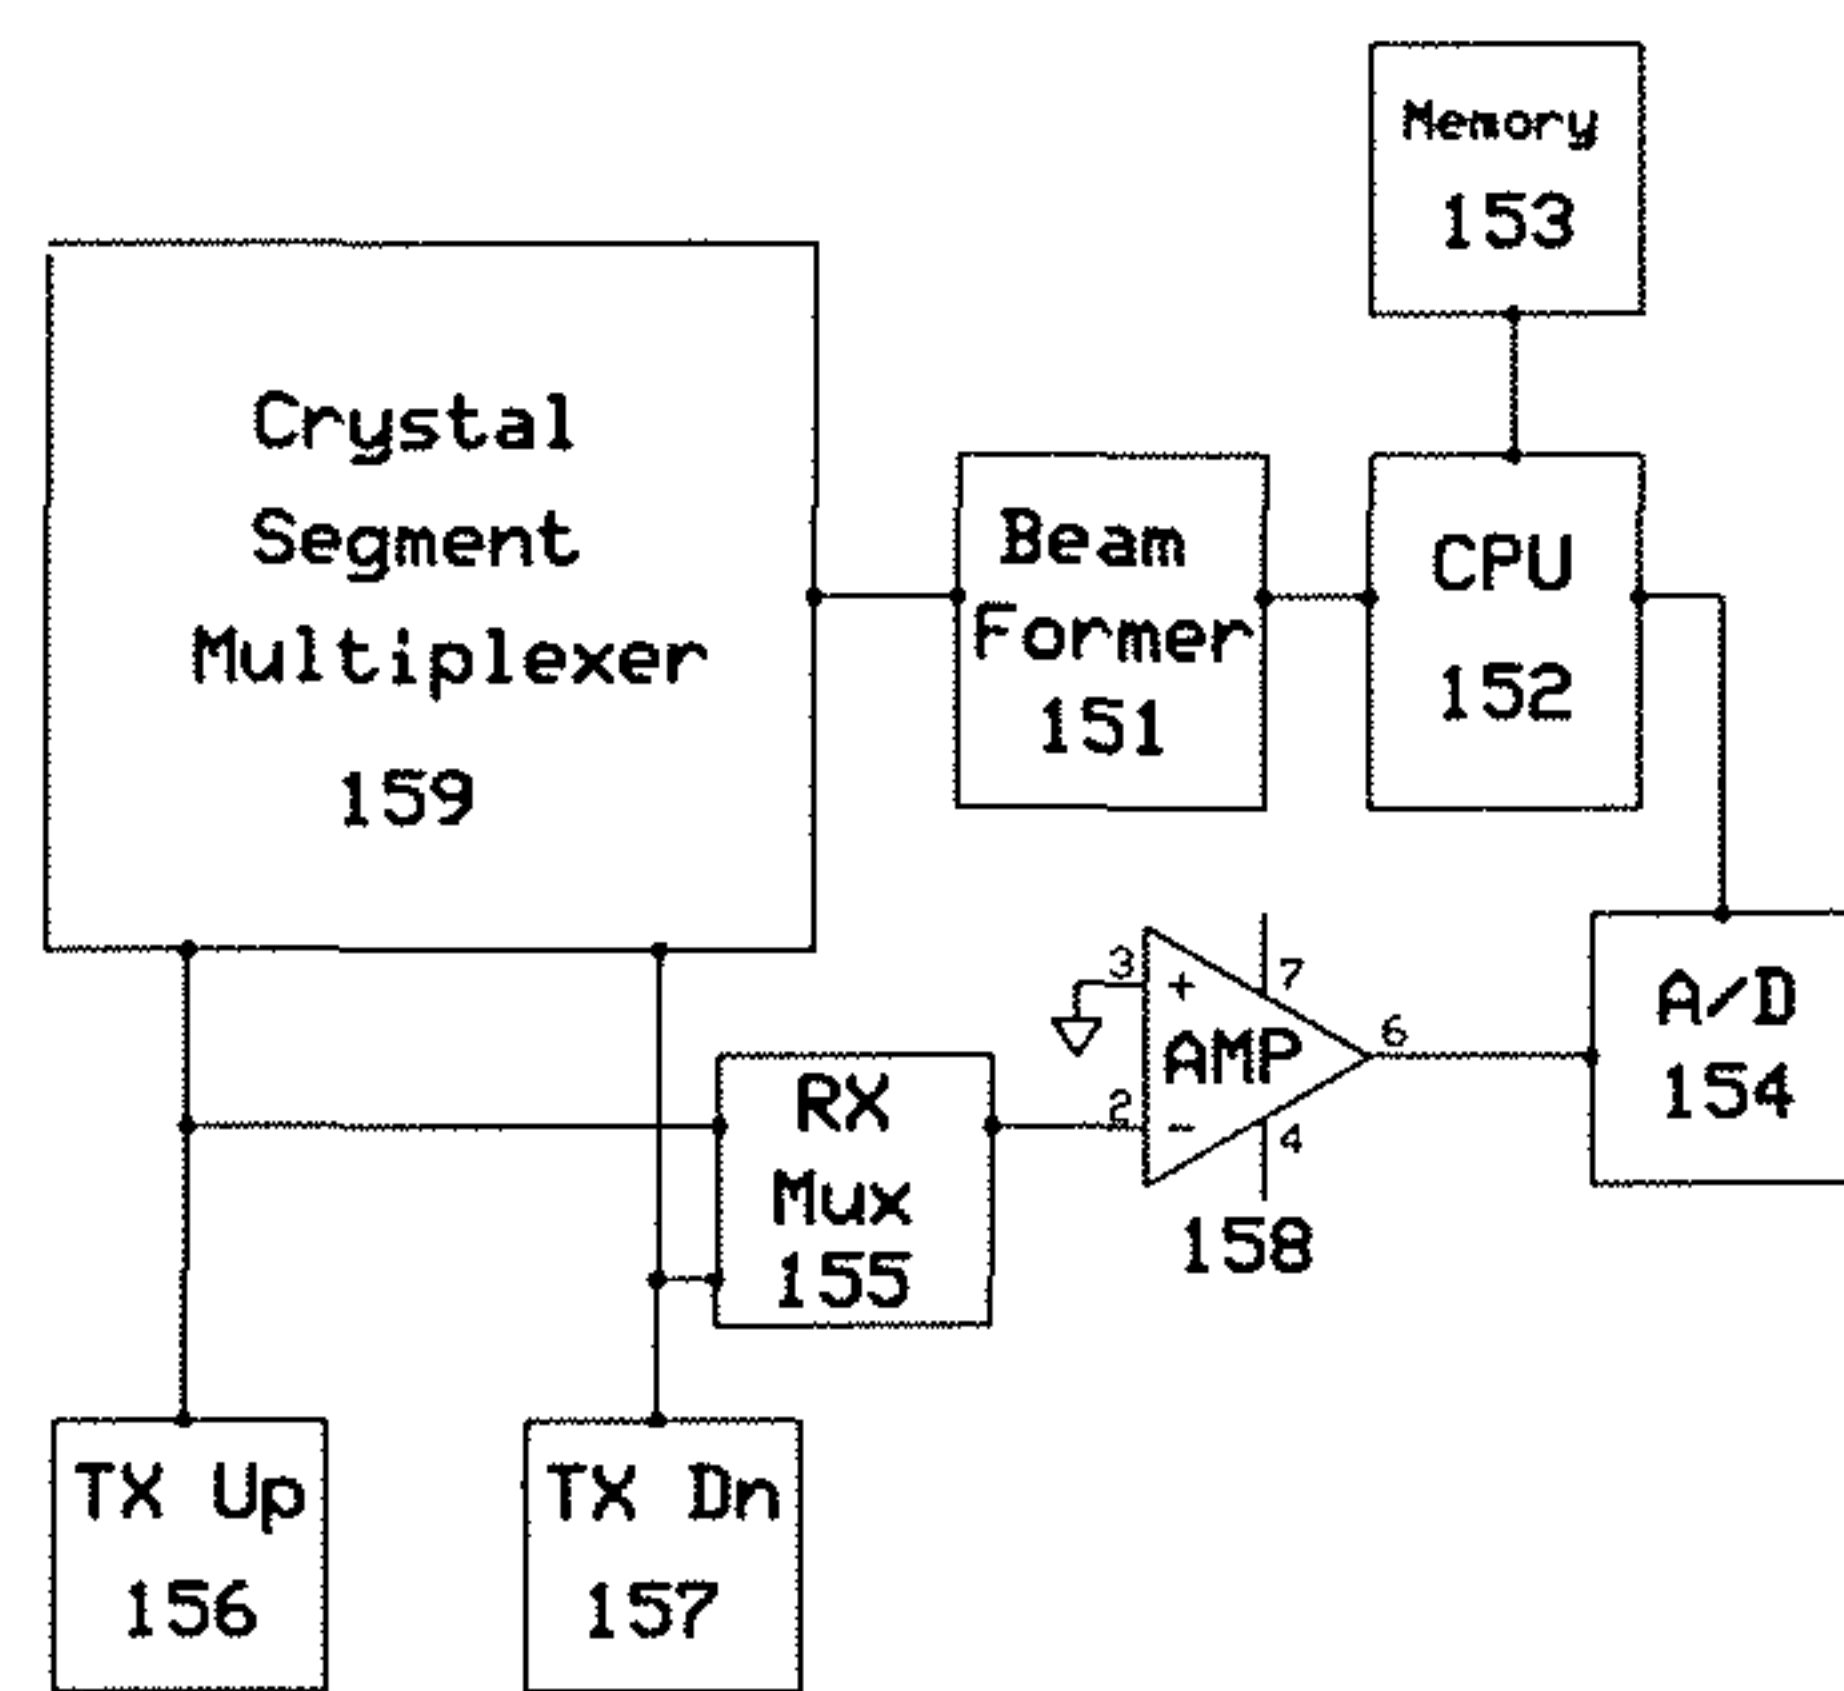 Memory
153
Crystal
Segment
Multiplexer
159
Beam
Former
151
CPU
152
3
+
7
AMP
6
2
-
4
158
A/D
154
RX
Mux
155
TX Up
156
TX Dn
157